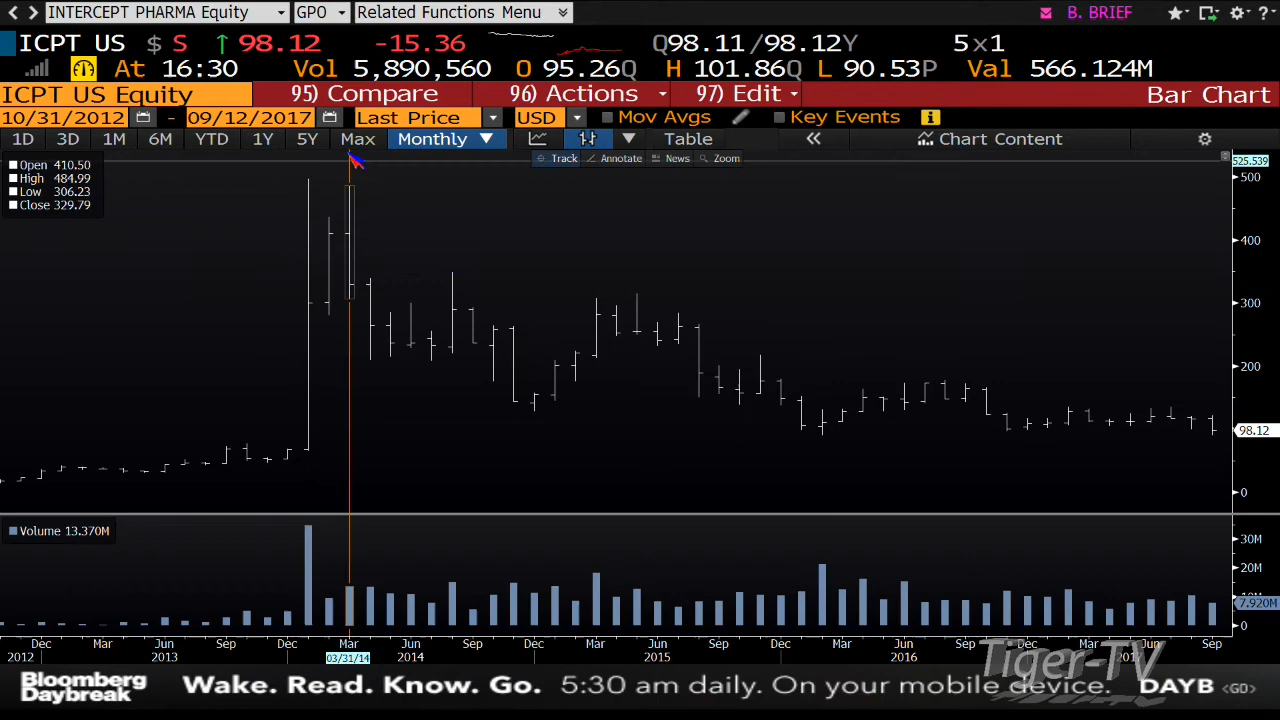 INTERCEPT PHARMA Equity GPO Related Functions Menu B. BRIEF ?
ICPT US $ S ↑ 98.12 -15.36 Q98.11 /98.12Y 5x1
At 16:30 Vol 5,890,560 O 95.26Q H 101.86Q L 90.53P Val 566.124M
ICPT US Equity 95) Compare 96) Actions 97) Edit Bar Chart
10/31/2012 - 09/12/2017 Last Price USD Mov Avgs Key Events
1D 3D 1M 6M YTD 1Y 5Y Max Monthly ▼ Table « Chart Content
Track Annotate News Zoom
Open 410.50
High 484.99
Low 306.23
Close 329.79
525.539
500
400
300
200
98.12
0
Volume 13.370M
30M
20M
7.920M
0
Dec Mar Jun Sep Dec Mar Jun Sep Dec Mar Jun Sep Dec Mar Jun Sep Dec Mar Jun Sep
2012 2013 03/31/14 2014 2015 2016 2017
Tiger-TV
Bloomberg
Daybreak
Wake. Read. Know. Go. 5:30 am daily. On your mobile device. DAYB <GO>